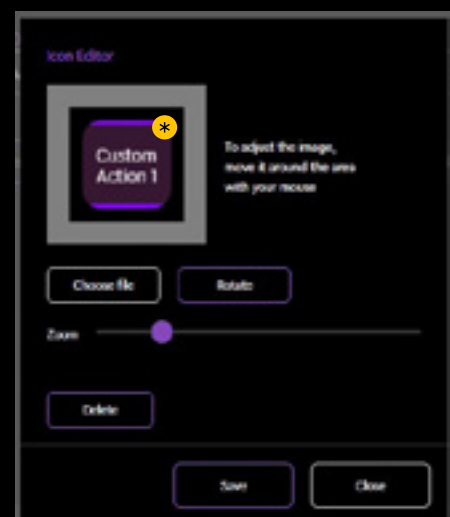 Icon Editor
*
Custom
Action 1
To adjust the image,
move it around the area
with your mouse
Choose file
Rotate
Zoom
Delete
Save
Close